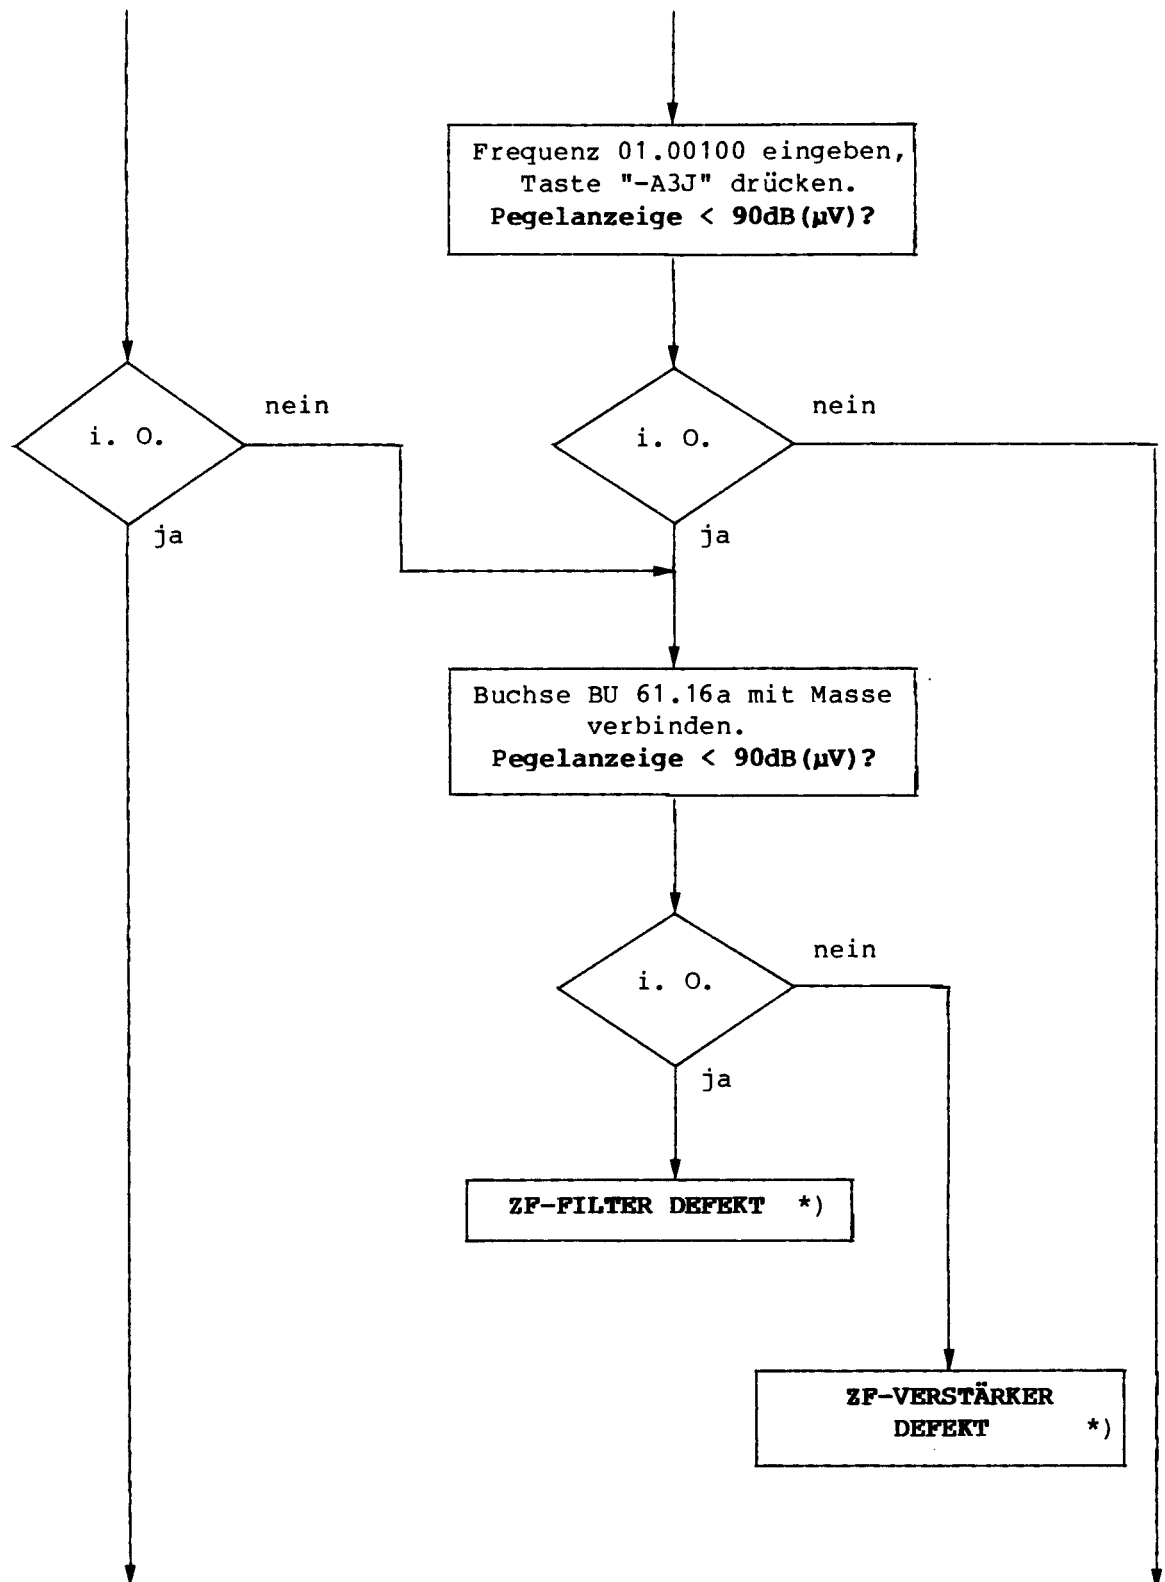 Frequenz 01.00100 eingeben,
Taste "-A3J" drücken.
Pegelanzeige < 90dB(µV)?
i. O.
nein
ja
i. O.
nein
ja
Buchse BU 61.16a mit Masse
verbinden.
Pegelanzeige < 90dB(µV)?
i. O.
nein
ja
ZF-FILTER DEFEKT *)
ZF-VERSTÄRKER
DEFEKT *)